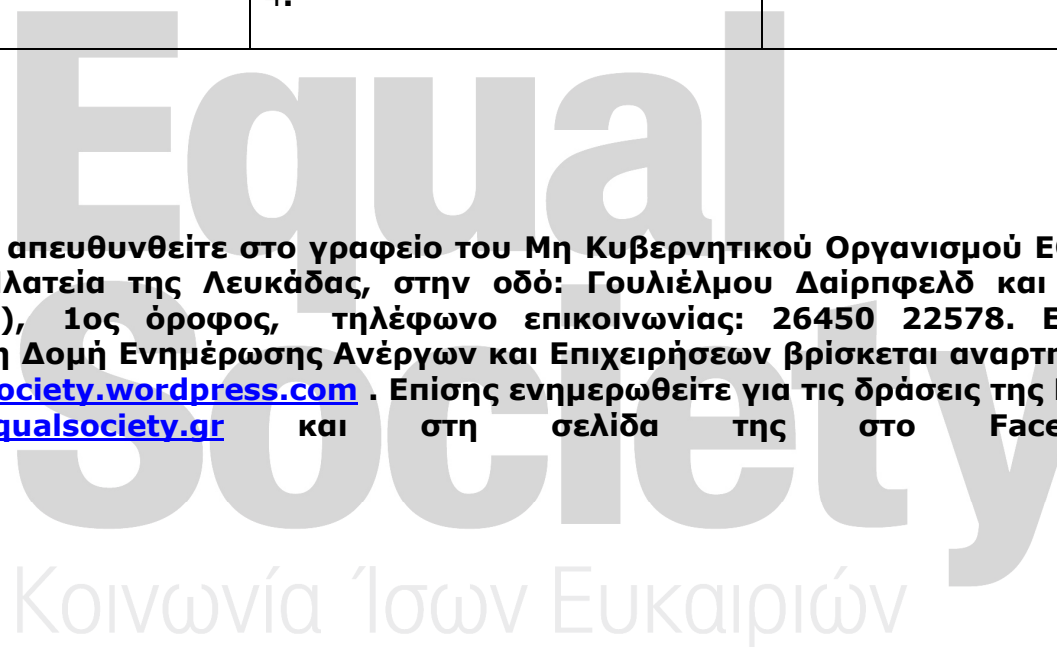 Equal
Society
Κοινωνία Ίσων Ευκαιριών
απευθυνθείτε στο γραφείο του Μη Κυβερνητικού Οργανισμού
της Λευκάδας, στην οδό: Γουλιέλμου Δαίρπφελδ και
), 1ος όροφος, τηλέφωνο επικοινωνίας: 26450 22578.
Δομή Ενημέρωσης Ανέργων και Επιχειρήσεων βρίσκεται
ociety.wordpress.com . Επίσης ενημερωθείτε για τις δράσεις της
qualsociety.gr και στη σελίδα της στο Face